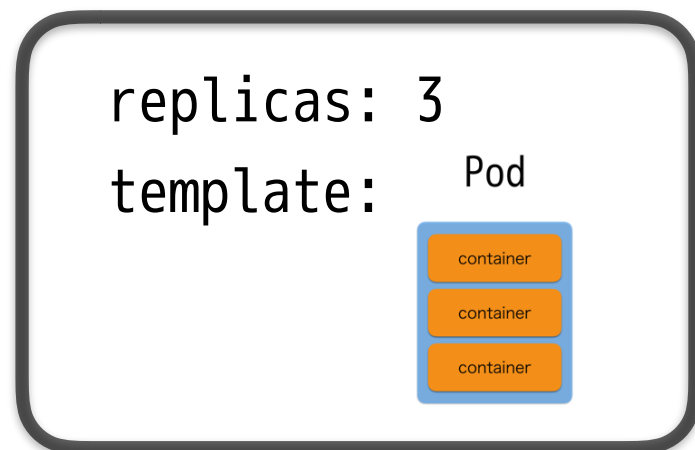 replicas: 3
template:
Pod
container
container
container